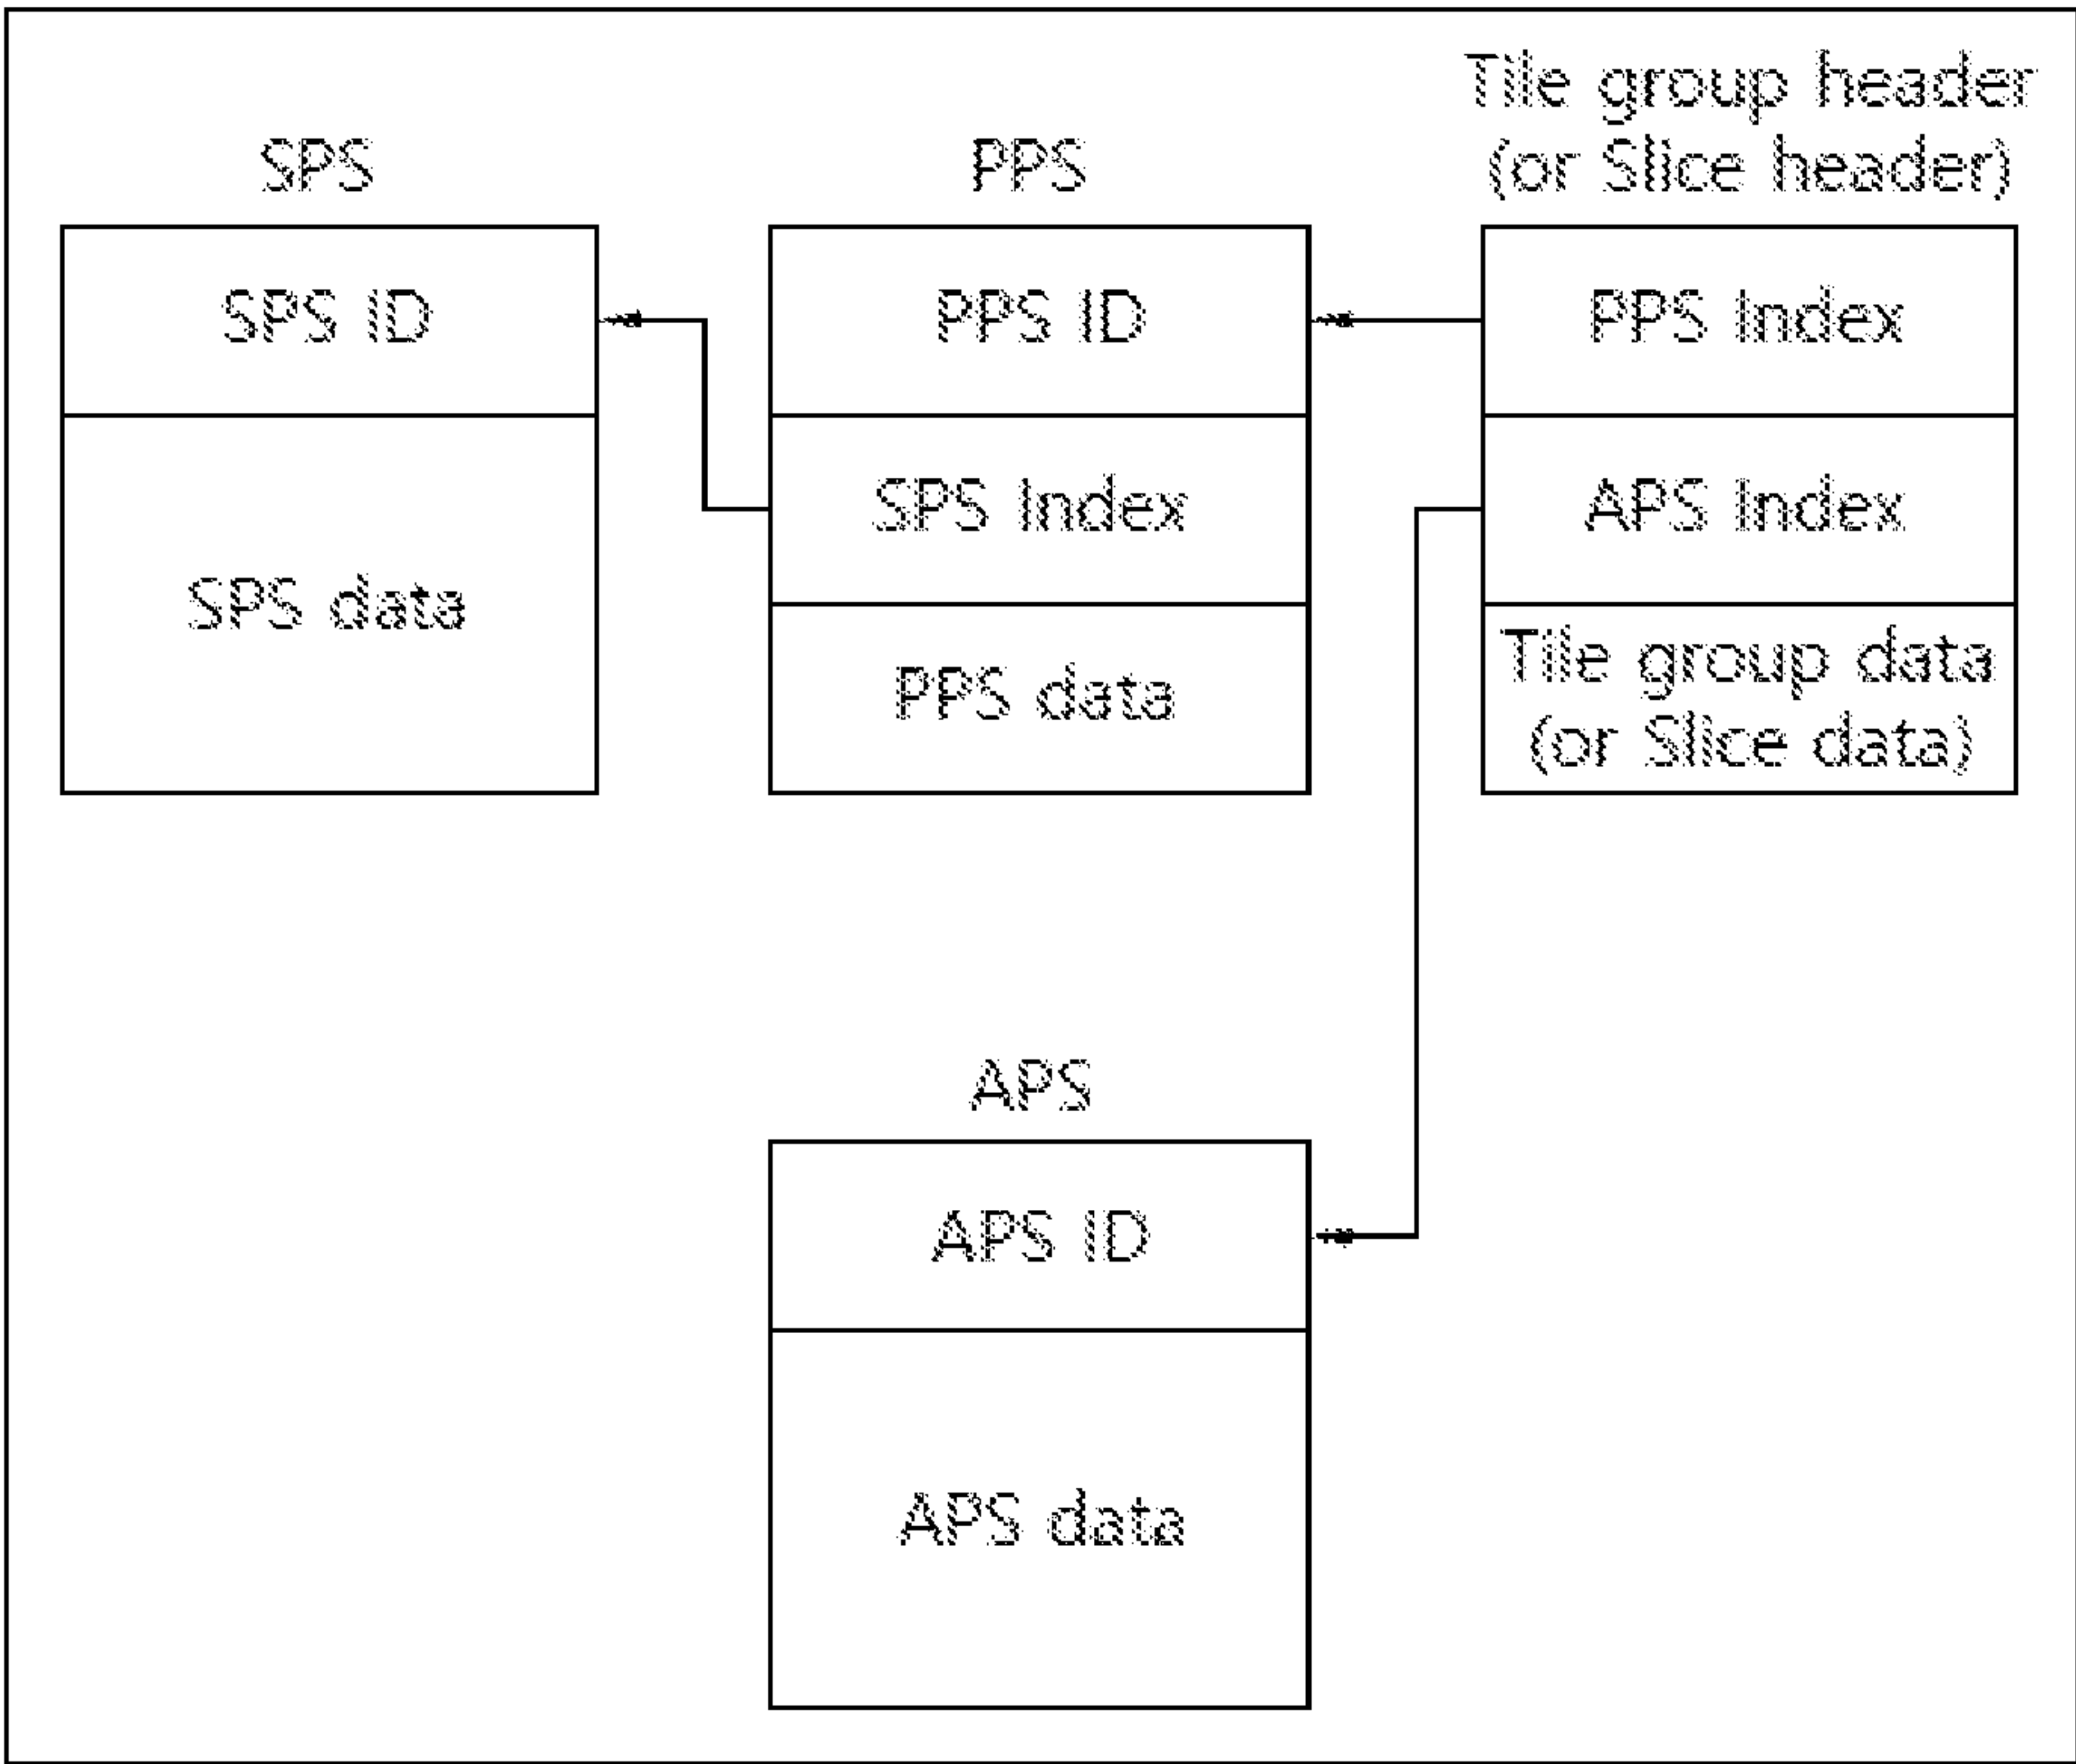 SPS
SPS ID
SPS data
PPS
PPS ID
SPS Index
PPS data
Tile group header
(or Slice header)
PPS Index
APS Index
Tile group data
(or Slice data)
APS
APS ID
APS data